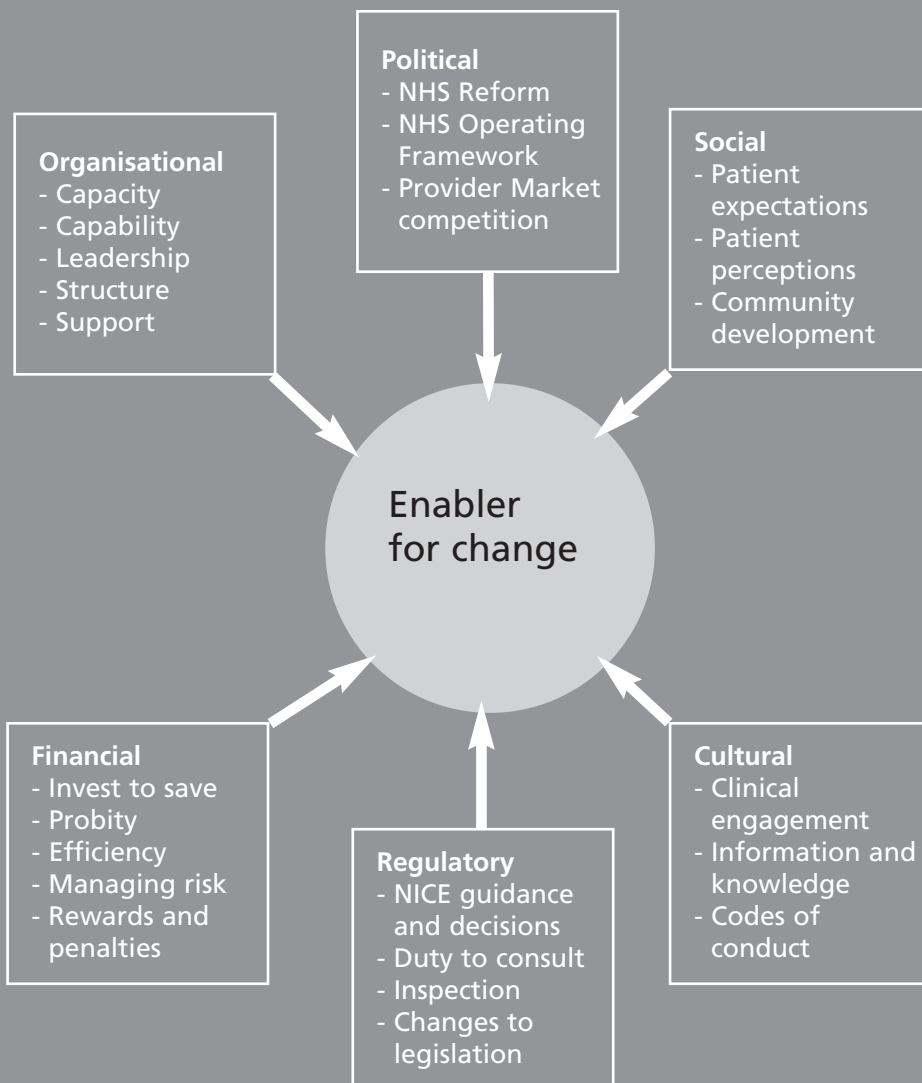 Political
- NHS Reform
- NHS Operating
Framework
- Provider Market
competition
Organisational
- Capacity
- Capability
- Leadership
- Structure
- Support
Social
- Patient
expectations
- Patient
perceptions
- Community
development
Enabler
for change
Financial
- Invest to save
- Probity
- Efficiency
- Managing risk
- Rewards and
penalties
Regulatory
- NICE guidance
and decisions
- Duty to consult
- Inspection
- Changes to
legislation
Cultural
- Clinical
engagement
- Information and
knowledge
- Codes of
conduct